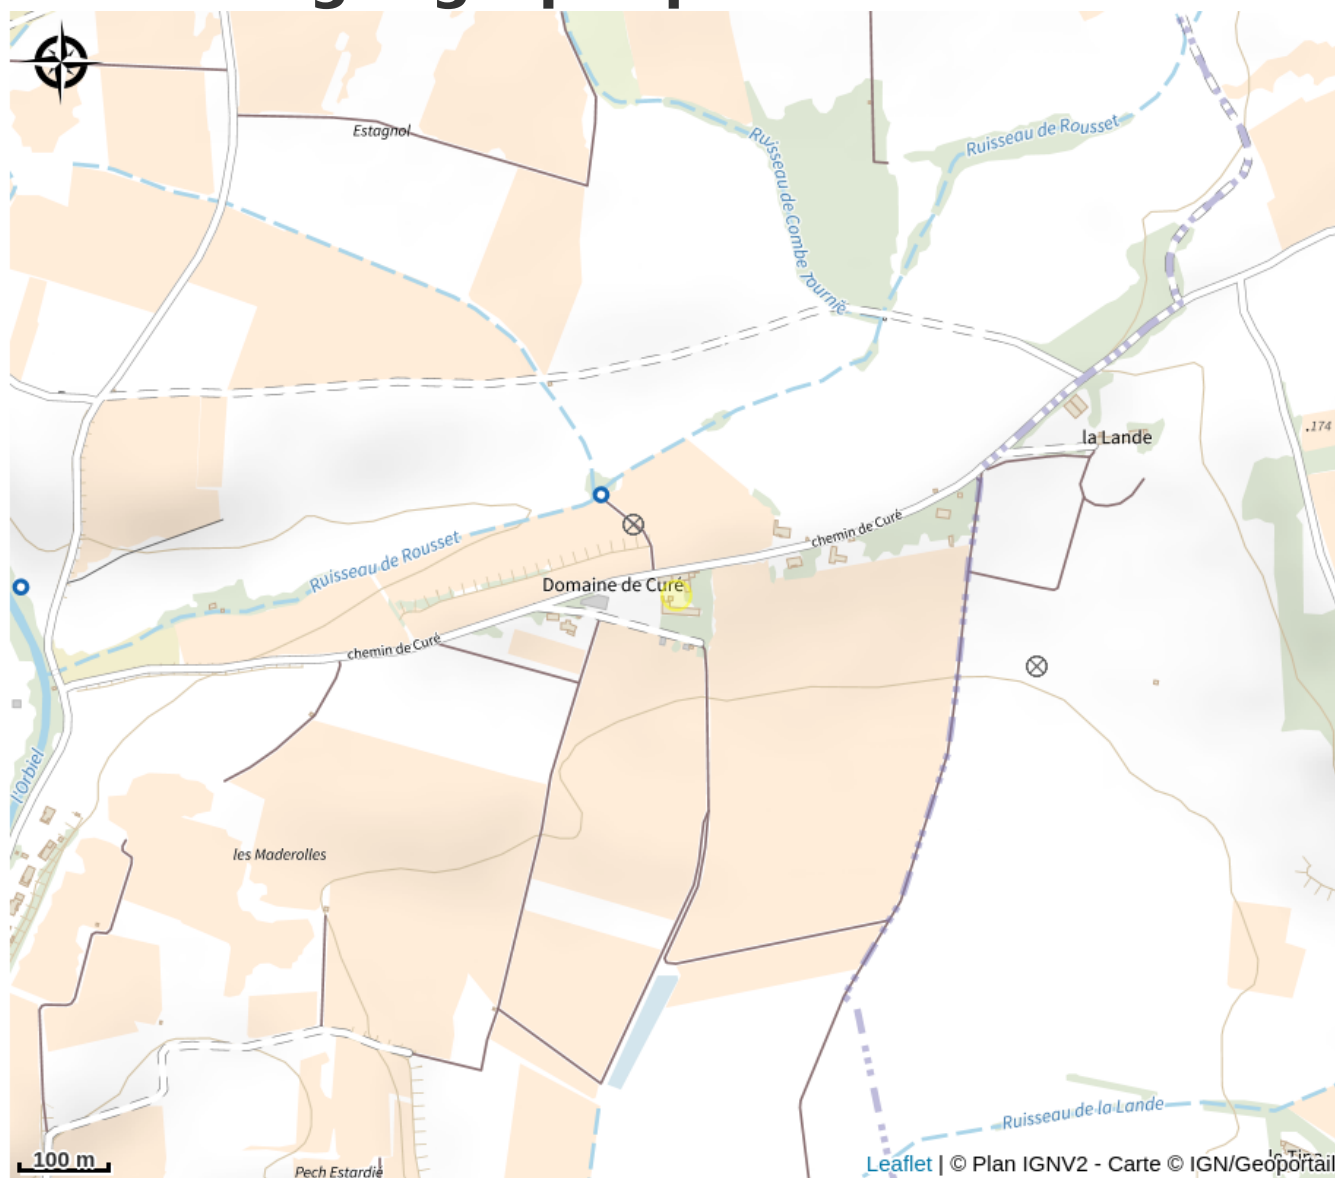 Estagnol
Ruisseau de Combe Tournié
Ruisseau de Rousset
la Lande
.174
chemin de Curé
Ruisseau de Rousset
Domaine de Curé
chemin de Curé
l'Orbiel
les Maderolles
Ruisseau de la Lande
100 m
Pech Estardié
Leaflet | © Plan IGNV2 - Carte © IGN/Geoportail